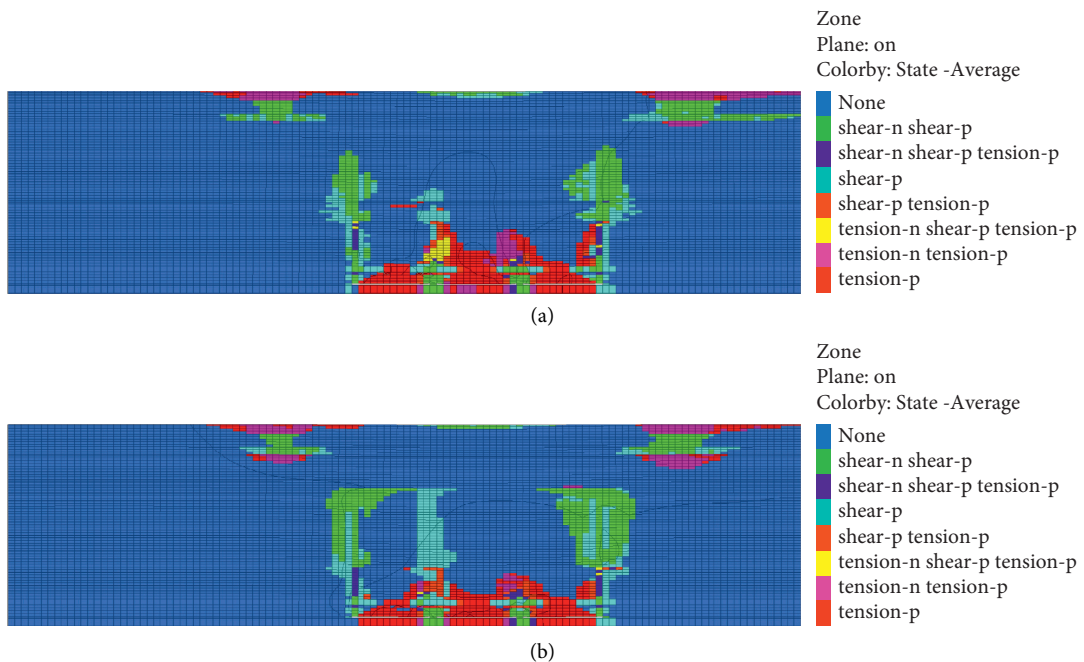 Zone
Plane: on
Colorby: State -Average
None
shear-n shear-p
shear-n shear-p tension-p
shear-p
shear-p tension-p
tension-n shear-p tension-p
tension-n tension-p
tension-p
(a)
Zone
Plane: on
Colorby: State -Average
None
shear-n shear-p
shear-n shear-p tension-p
shear-p
shear-p tension-p
tension-n shear-p tension-p
tension-n tension-p
tension-p
(b)